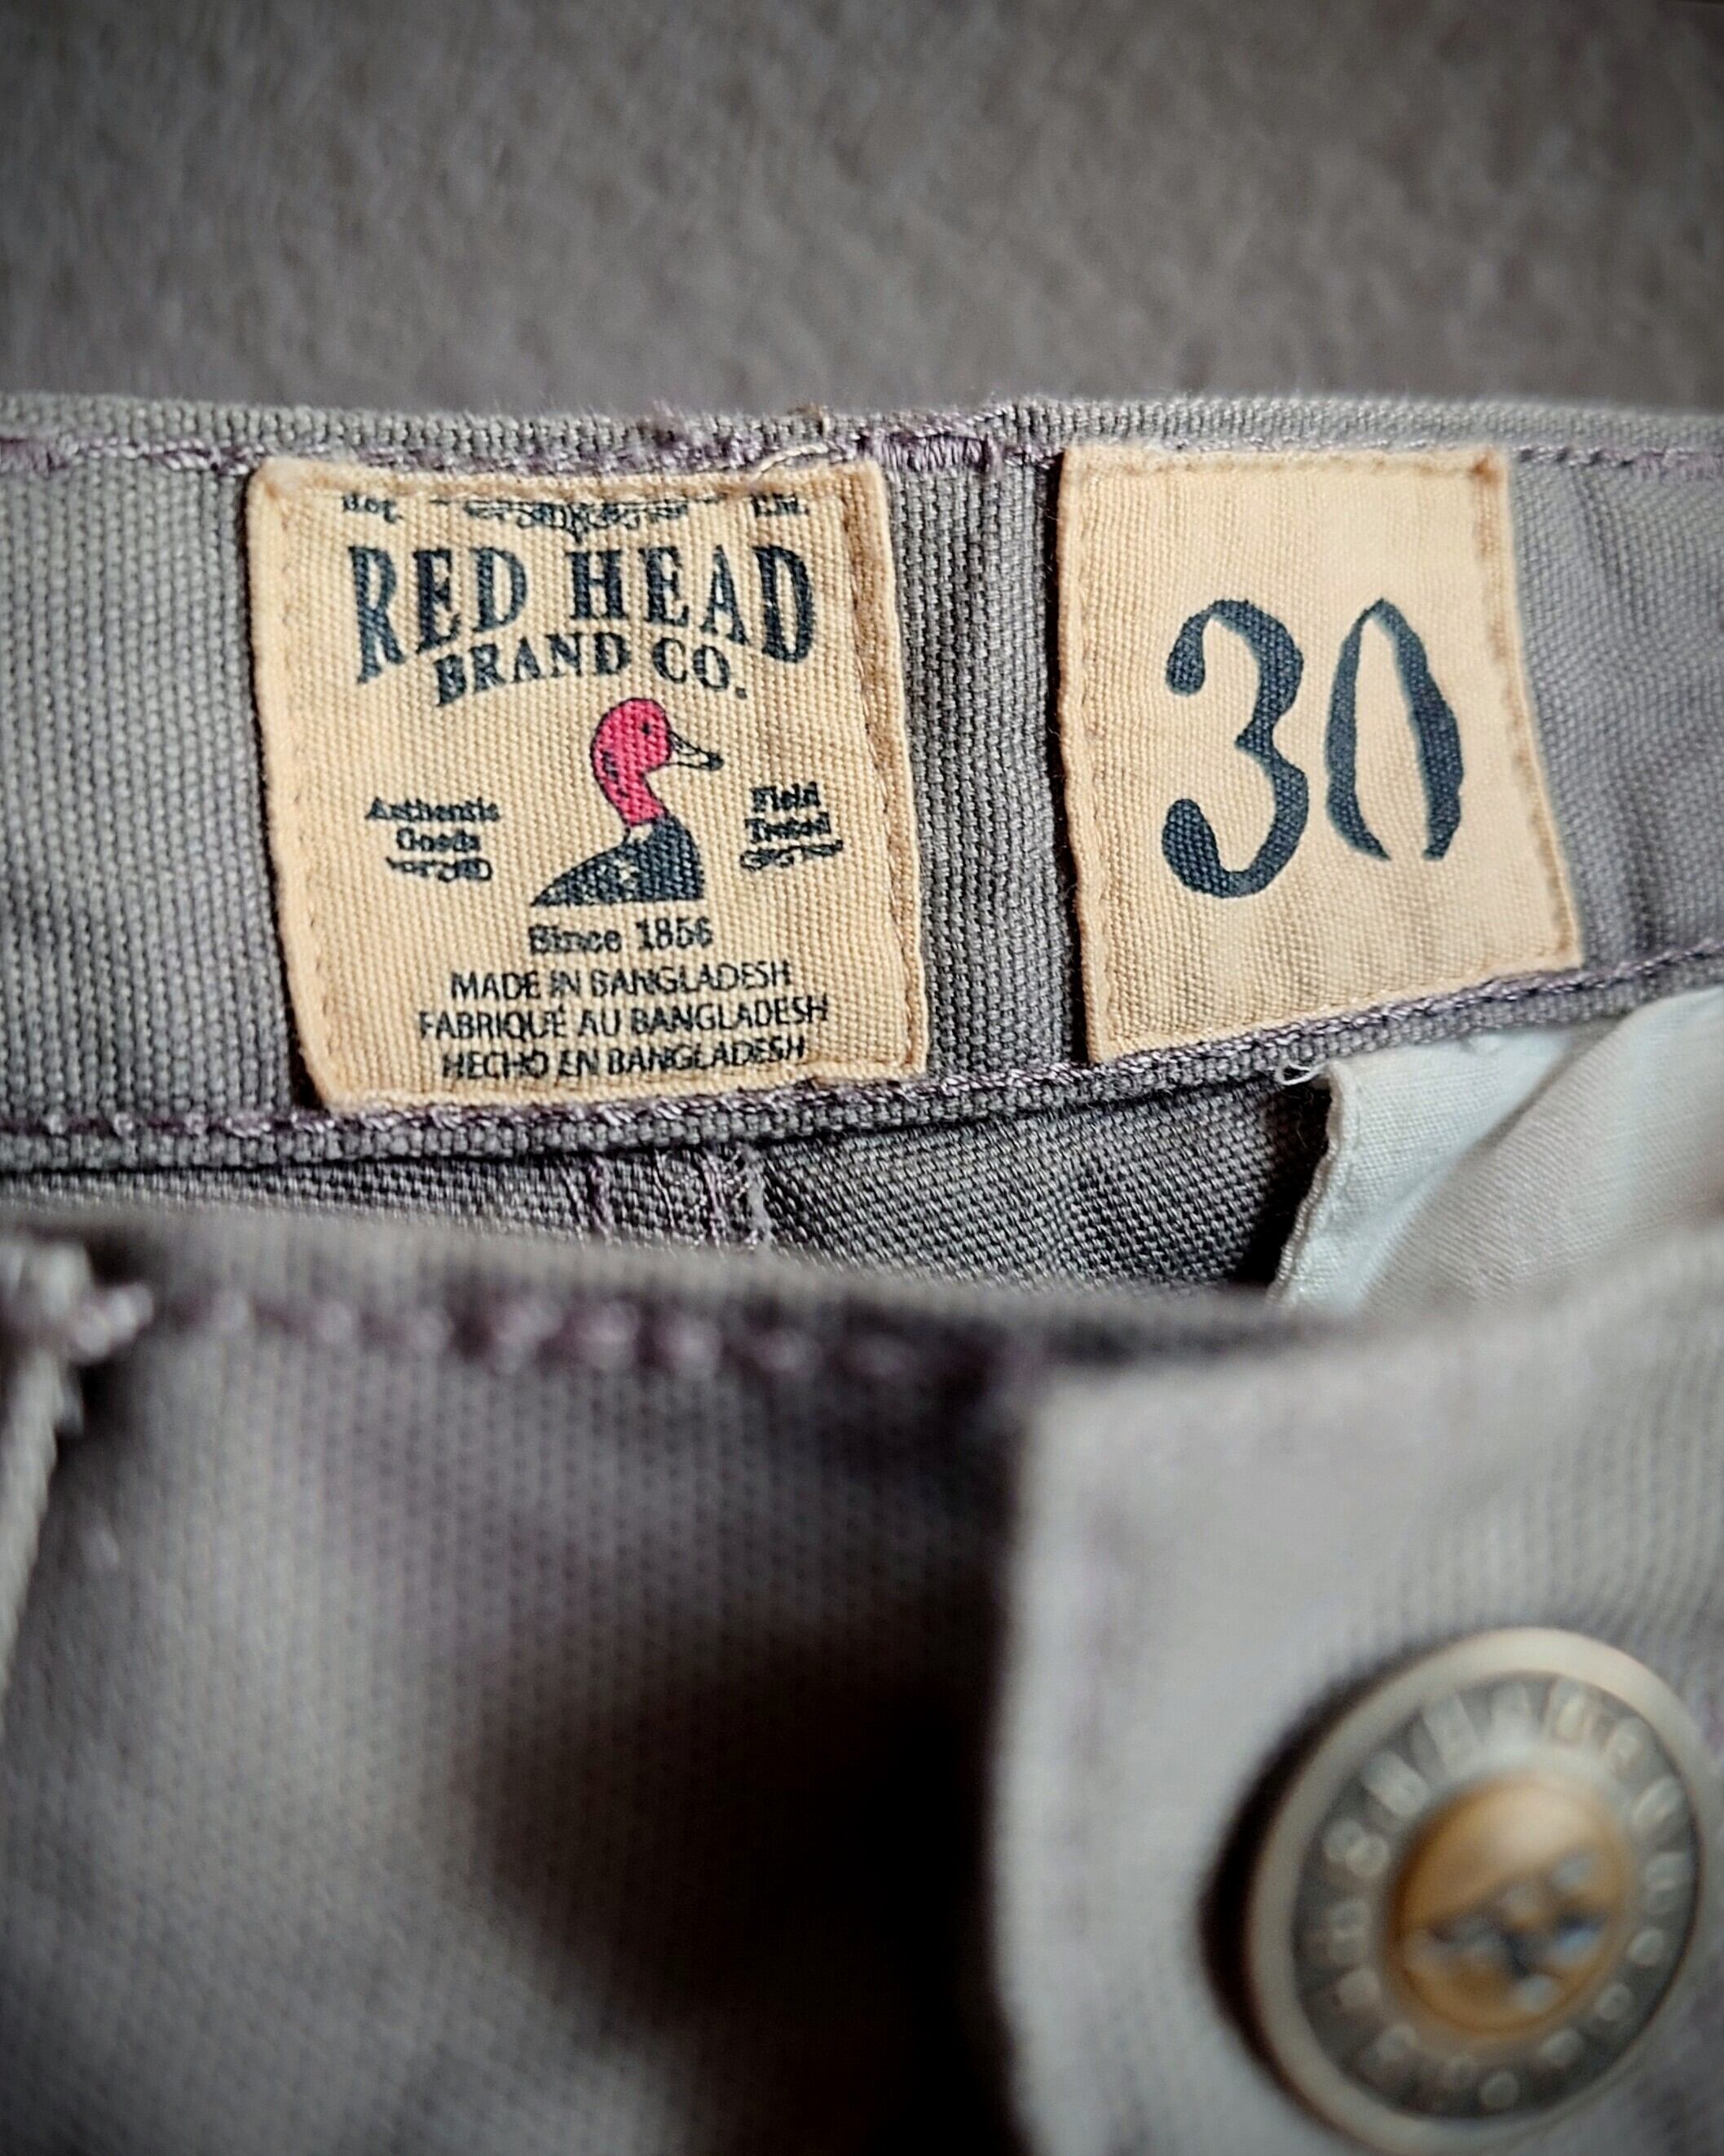 RED HEAD
BRAND CO.
Authentic
Goods
Field
Tested
Since 1856
MADE IN BANGLADESH
FABRIQUÉ AU BANGLADESH
HECHO EN BANGLADESH
30